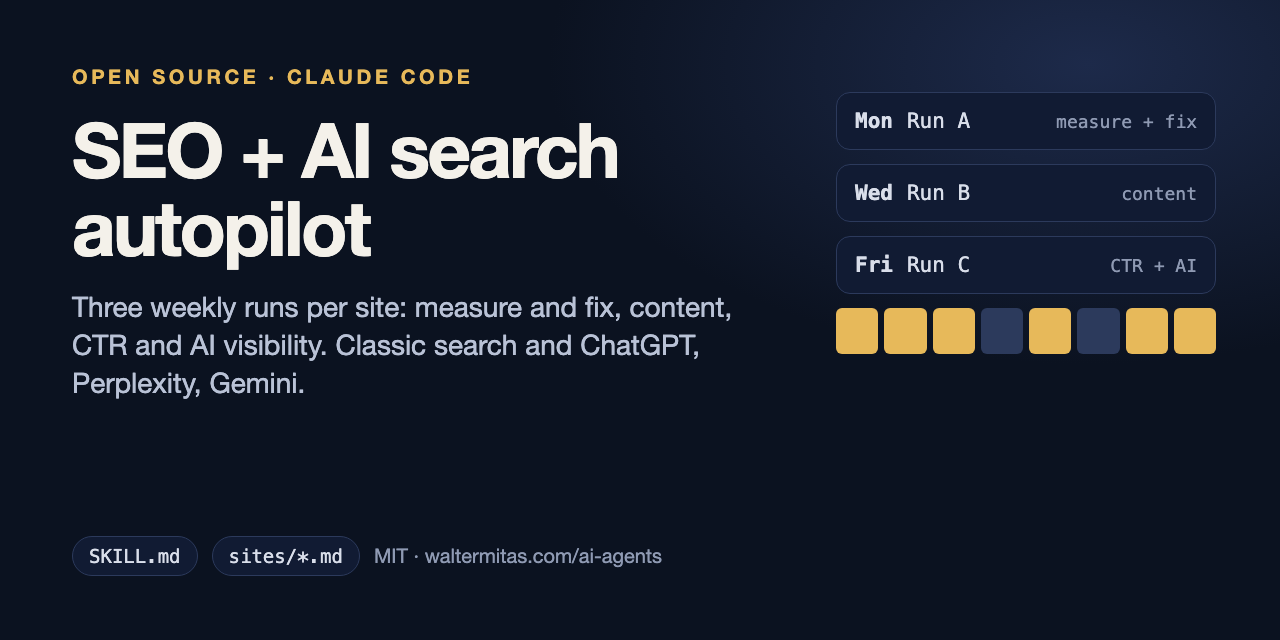 OPEN SOURCE · CLAUDE CODE
SEO + AI search
autopilot
Three weekly runs per site: measure and fix, content,
CTR and AI visibility. Classic search and ChatGPT,
Perplexity, Gemini.
Mon Run A measure + fix
Wed Run B content
Fri Run C CTR + AI
SKILL.md sites/*.md MIT · waltermitas.com/ai-agents